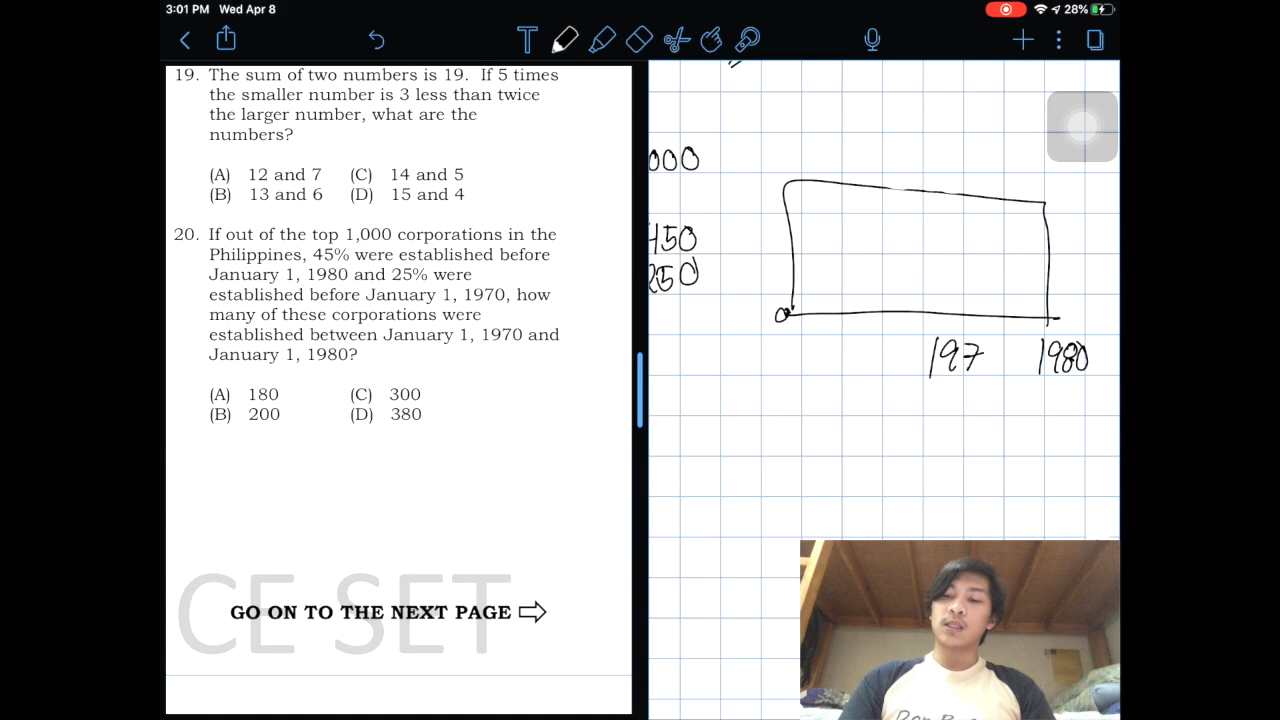 3:01 PM Wed Apr 8
28%
T
19. The sum of two numbers is 19. If 5 times
the smaller number is 3 less than twice
the larger number, what are the
numbers?
(A) 12 and 7 (C) 14 and 5
(B) 13 and 6 (D) 15 and 4
20. If out of the top 1,000 corporations in the
Philippines, 45% were established before
January 1, 1980 and 25% were
established before January 1, 1970, how
many of these corporations were
established between January 1, 1970 and
January 1, 1980?
(A) 180 (C) 300
(B) 200 (D) 380
CE SET
GO ON TO THE NEXT PAGE
000
450
250
0
197 1980